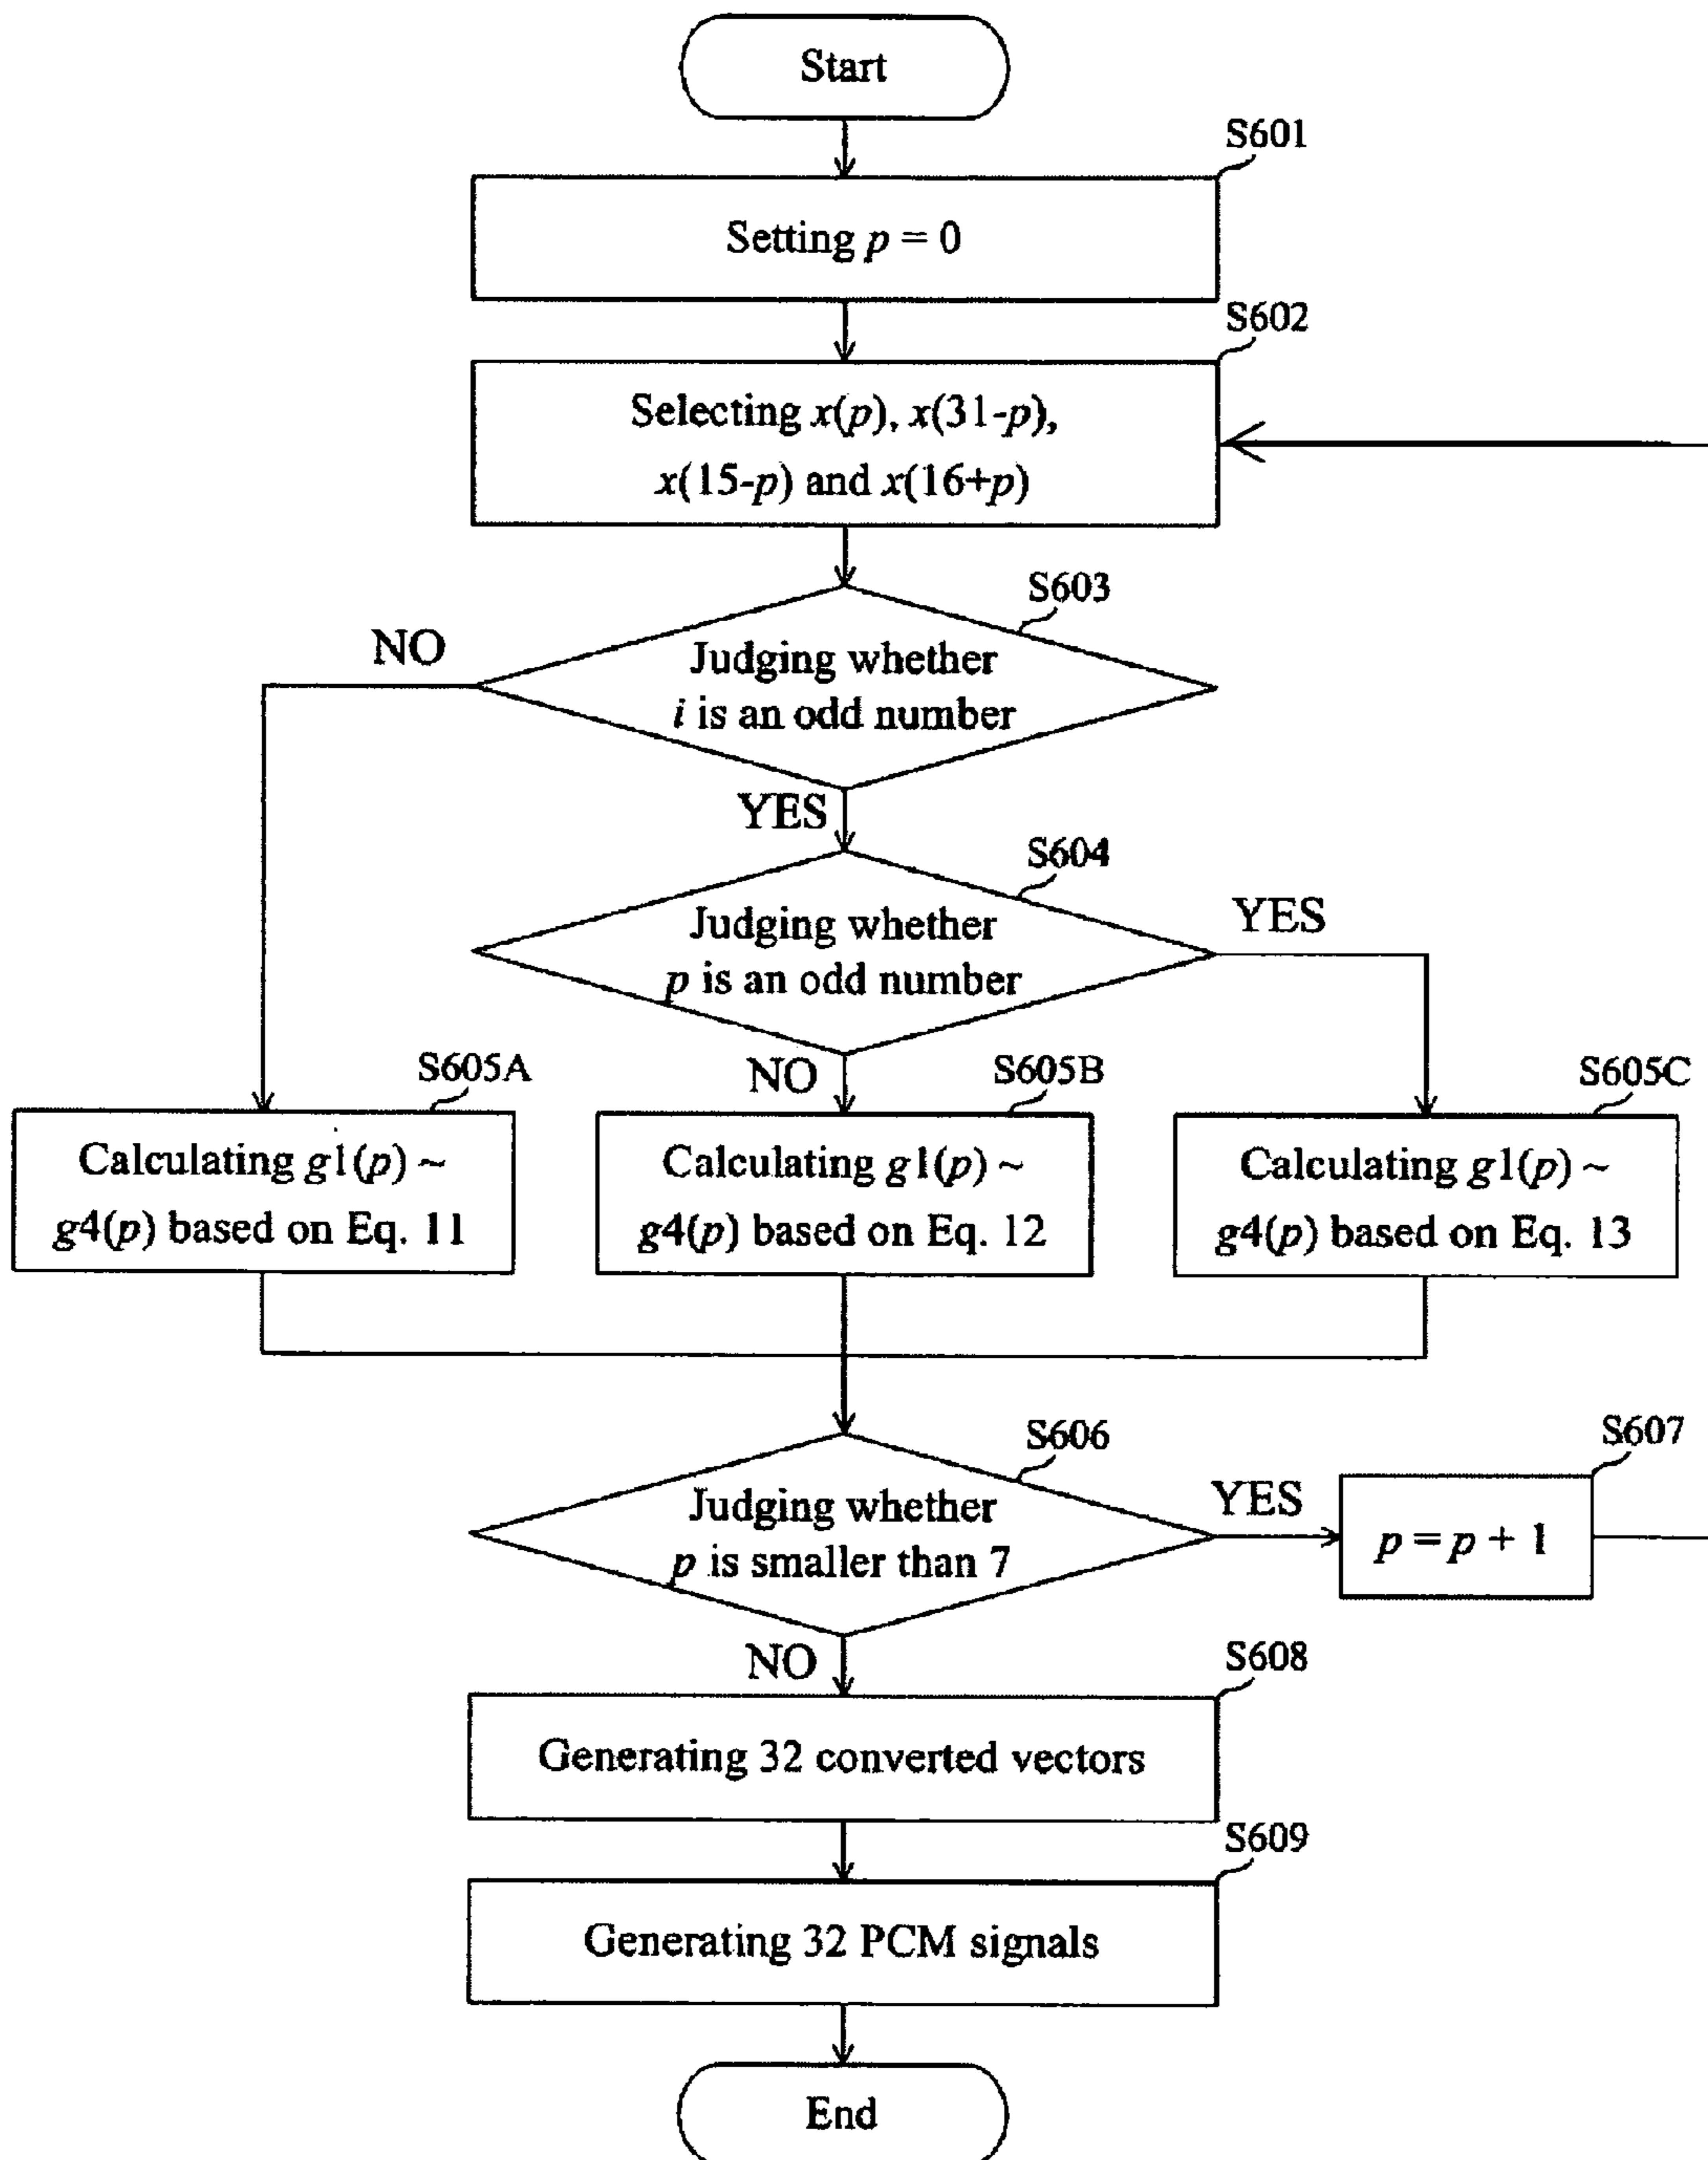 Start
S601
Setting p = 0
S602
Selecting x(p), x(31-p),
x(15-p) and x(16+p)
S603
NO
Judging whether
i is an odd number
YES
S604
Judging whether
p is an odd number
YES
NO
S605A
Calculating g1(p) ~
g4(p) based on Eq. 11
S605B
Calculating g1(p) ~
g4(p) based on Eq. 12
S605C
Calculating g1(p) ~
g4(p) based on Eq. 13
S606
Judging whether
p is smaller than 7
YES
S607
p = p + 1
NO
S608
Generating 32 converted vectors
S609
Generating 32 PCM signals
End